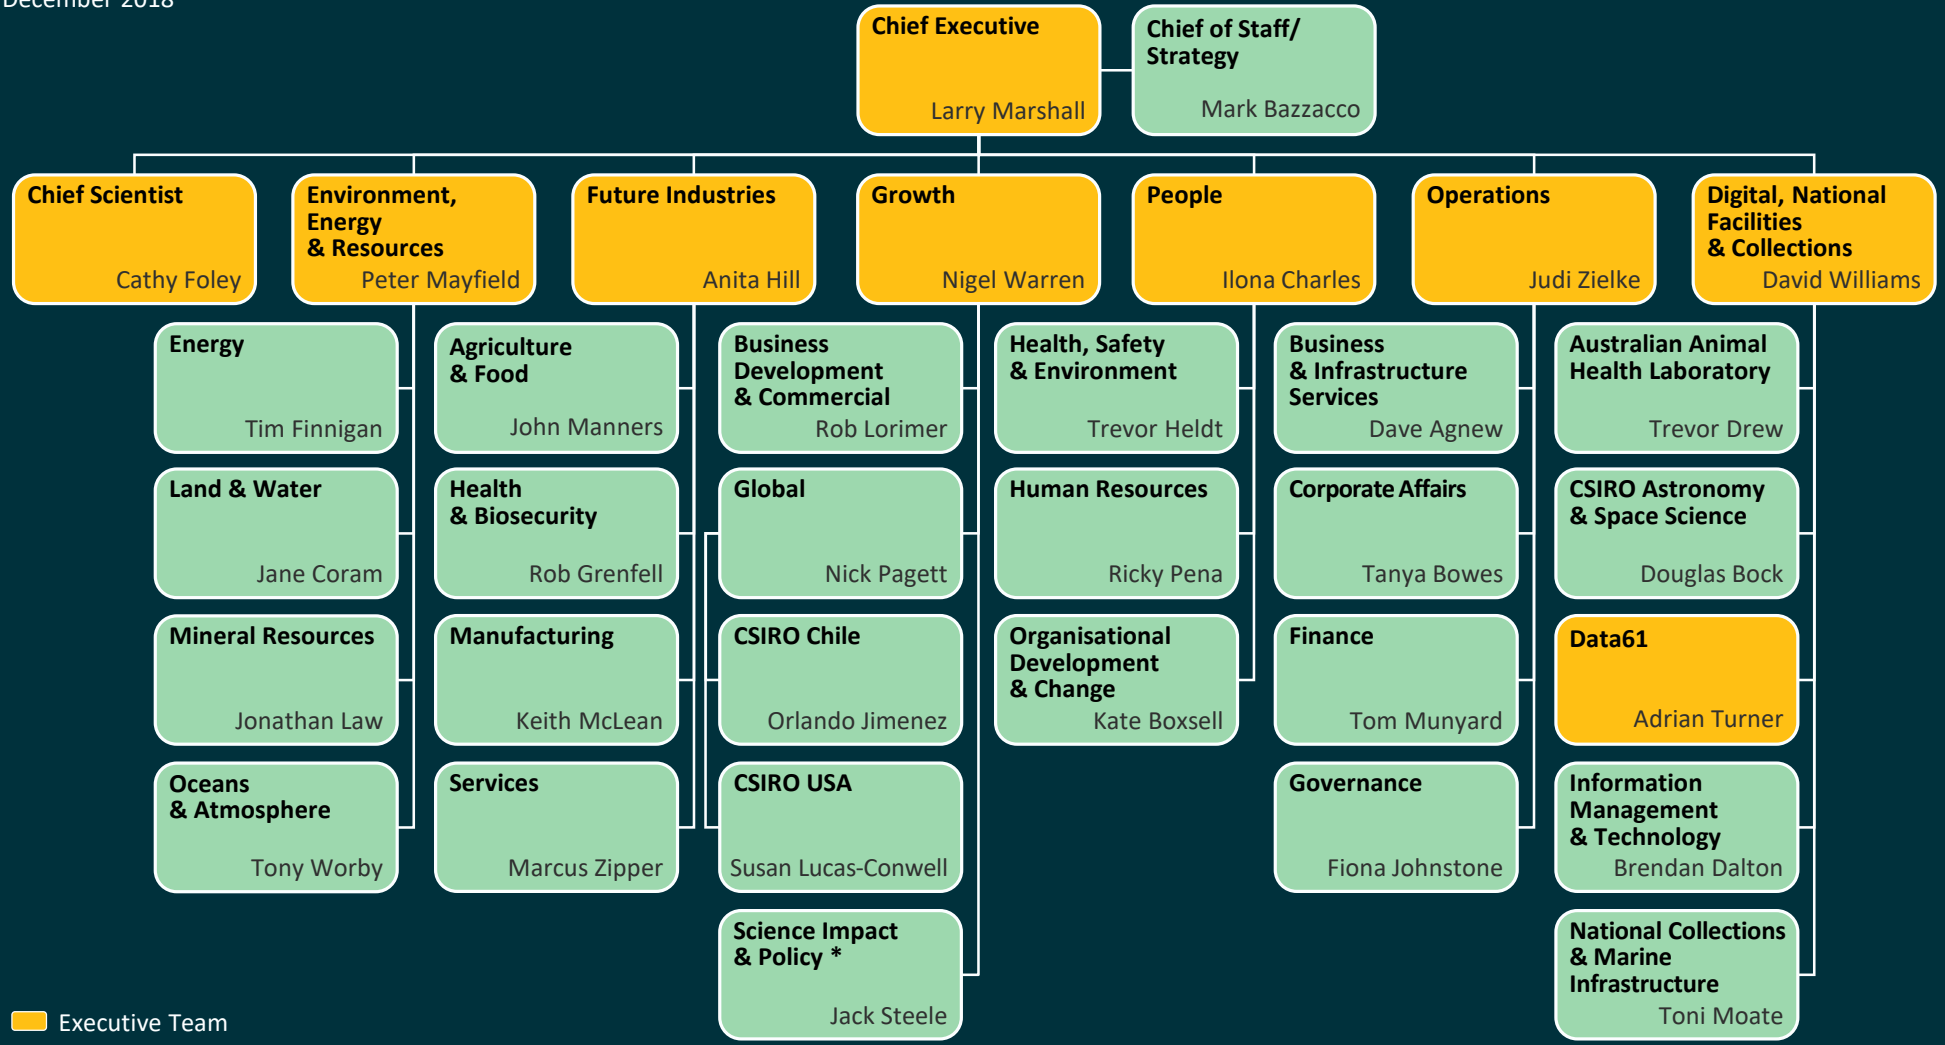 December 2018
Chief Executive
Larry Marshall
Chief of Staff/
Strategy
Mark Bazzacco
Chief Scientist
Cathy Foley
Environment,
Energy
& Resources
Peter Mayfield
Future Industries
Anita Hill
Growth
Nigel Warren
People
Ilona Charles
Operations
Judi Zielke
Digital, National
Facilities
& Collections
David Williams
Energy
Tim Finnigan
Agriculture
& Food
John Manners
Business
Development
& Commercial
Rob Lorimer
Health, Safety
& Environment
Trevor Heldt
Business
& Infrastructure
Services
Dave Agnew
Australian Animal
Health Laboratory
Trevor Drew
Land & Water
Jane Coram
Health
& Biosecurity
Rob Grenfell
Global
Nick Pagett
Human Resources
Ricky Pena
Corporate Affairs
Tanya Bowes
CSIRO Astronomy
& Space Science
Douglas Bock
Mineral Resources
Jonathan Law
Manufacturing
Keith McLean
CSIRO Chile
Orlando Jimenez
Organisational
Development
& Change
Kate Boxsell
Finance
Tom Munyard
Data61
Adrian Turner
Oceans
& Atmosphere
Tony Worby
Services
Marcus Zipper
CSIRO USA
Susan Lucas-Conwell
Governance
Fiona Johnstone
Information
Management
& Technology
Brendan Dalton
Science Impact
& Policy *
Jack Steele
National Collections
& Marine
Infrastructure
Toni Moate
Executive Team